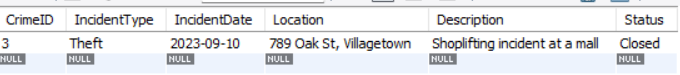 CrimeID IncidentType IncidentDate Location Description Status
3 Theft 2023-09-10 789 Oak St, Villagetown Shoplifting incident at a mall Closed
NULL NULL NULL NULL NULL NULL